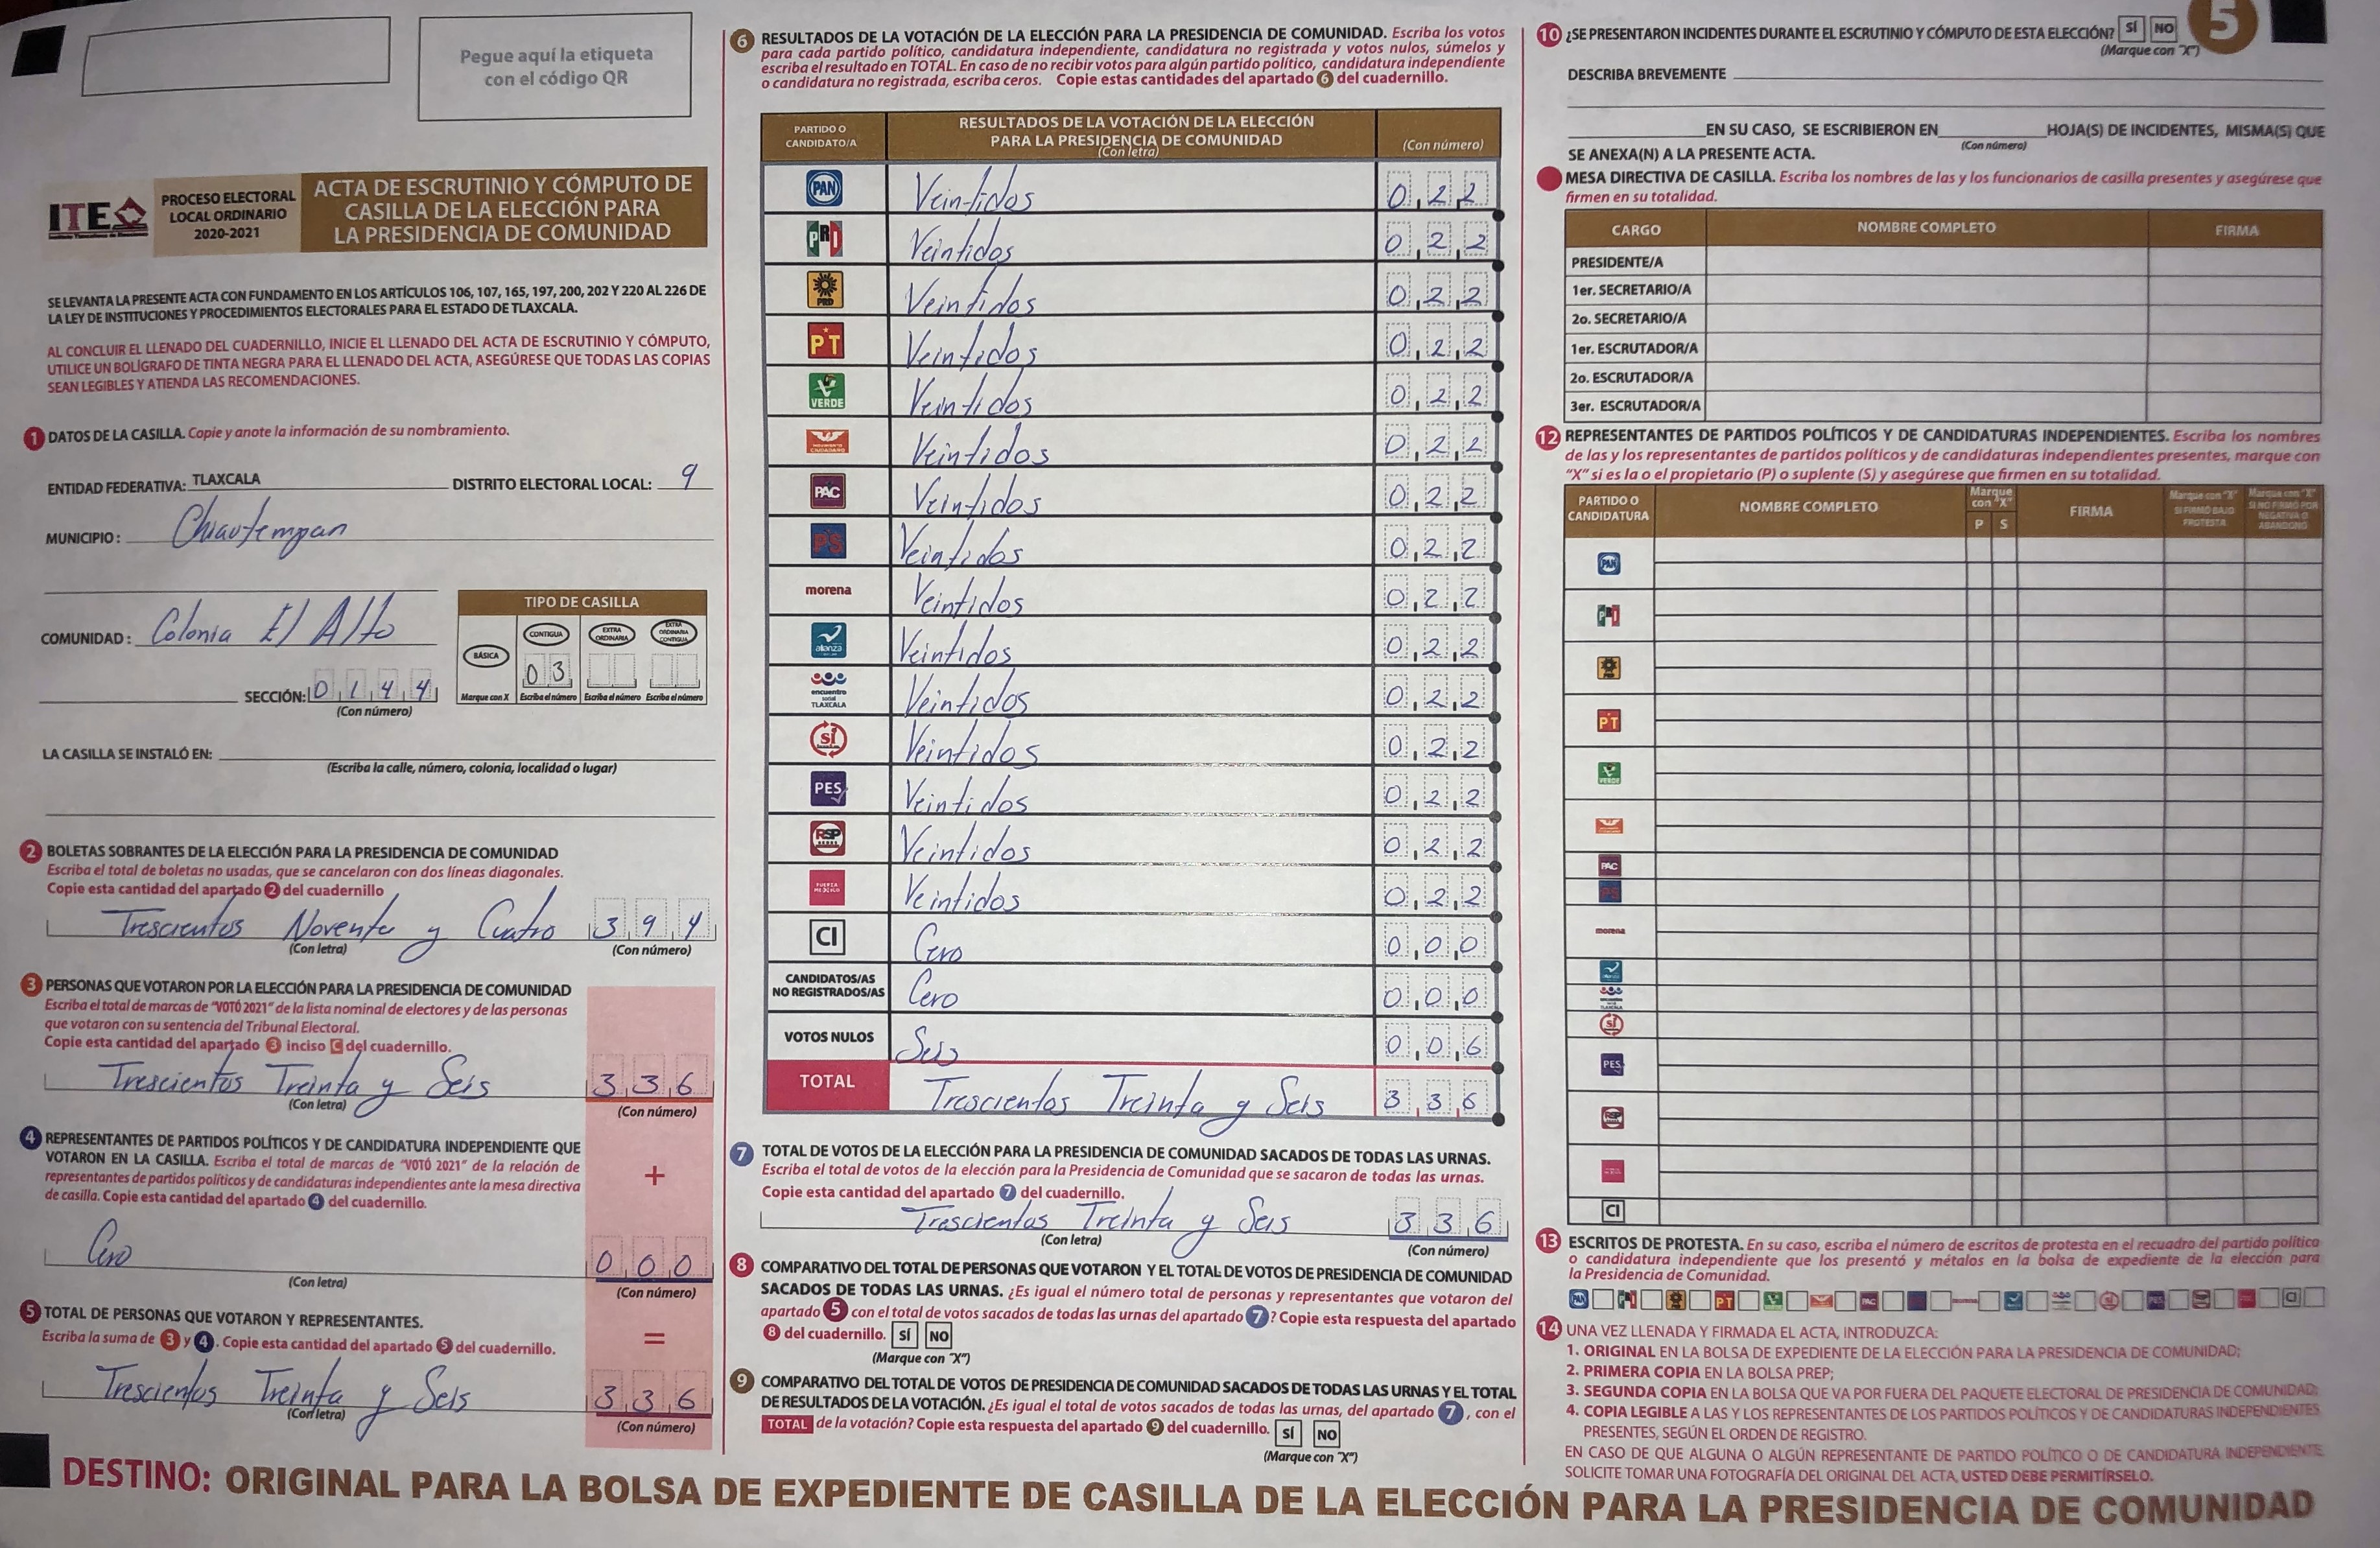 Pegue aquí la etiqueta
con el código QR
ITE
PROCESO ELECTORAL
LOCAL ORDINARIO
2020-2021
ACTA DE ESCRUTINIO Y CÓMPUTO DE
CASILLA DE LA ELECCIÓN PARA
LA PRESIDENCIA DE COMUNIDAD
SE LEVANTA LA PRESENTE ACTA CON FUNDAMENTO EN LOS ARTÍCULOS 106, 107, 165, 197, 200, 202 Y 220 AL 226 DE
LA LEY DE INSTITUCIONES Y PROCEDIMIENTOS ELECTORALES PARA EL ESTADO DE TLAXCALA.
AL CONCLUIR EL LLENADO DEL CUADERNILLO, INICIE EL LLENADO DEL ACTA DE ESCRUTINIO Y CÓMPUTO,
UTILICE UN BOLÍGRAFO DE TINTA NEGRA PARA EL LLENADO DEL ACTA, ASEGÚRESE QUE TODAS LAS COPIAS
SEAN LEGIBLES Y ATIENDA LAS RECOMENDACIONES.
1 DATOS DE LA CASILLA. Copie y anote la información de su nombramiento.
ENTIDAD FEDERATIVA: TLAXCALA DISTRITO ELECTORAL LOCAL: 9
MUNICIPIO: Chiautempan
COMUNIDAD: Colonia El Alto
SECCIÓN: 0 1 4 4
(Con número)
TIPO DE CASILLA
BÁSICA CONTIGUA EXTRA ORDINARIA EXTRA ORDINARIA CONTIGUA
0 3
Marque con X Escriba el número Escriba el número Escriba el número
LA CASILLA SE INSTALÓ EN:
(Escriba la calle, número, colonia, localidad o lugar)
2 BOLETAS SOBRANTES DE LA ELECCIÓN PARA LA PRESIDENCIA DE COMUNIDAD
Escriba el total de boletas no usadas, que se cancelaron con dos líneas diagonales.
Copie esta cantidad del apartado 2 del cuadernillo
Trescientos Noventa y Cuatro 3 9 4
(Con letra) (Con número)
3 PERSONAS QUE VOTARON POR LA ELECCIÓN PARA LA PRESIDENCIA DE COMUNIDAD
Escriba el total de marcas de "VOTÓ 2021" de la lista nominal de electores y de las personas
que votaron con su sentencia del Tribunal Electoral.
Copie esta cantidad del apartado 3 inciso C del cuadernillo.
Trescientos Treinta y Seis 3 3 6
(Con letra) (Con número)
4 REPRESENTANTES DE PARTIDOS POLÍTICOS Y DE CANDIDATURA INDEPENDIENTE QUE
VOTARON EN LA CASILLA. Escriba el total de marcas de "VOTÓ 2021" de la relación de
representantes de partidos políticos y de candidaturas independientes ante la mesa directiva
de casilla. Copie esta cantidad del apartado 4 del cuadernillo.
+
Cero 0 0 0
(Con letra) (Con número)
5 TOTAL DE PERSONAS QUE VOTARON Y REPRESENTANTES.
Escriba la suma de 3 y 4. Copie esta cantidad del apartado 5 del cuadernillo.
=
Trescientos Treinta y Seis 3 3 6
(Con letra) (Con número)
6 RESULTADOS DE LA VOTACIÓN DE LA ELECCIÓN PARA LA PRESIDENCIA DE COMUNIDAD. Escriba los votos
para cada partido político, candidatura independiente, candidatura no registrada y votos nulos, súmelos y
escriba el resultado en TOTAL. En caso de no recibir votos para algún partido político, candidatura independiente
o candidatura no registrada, escriba ceros. Copie estas cantidades del apartado 6 del cuadernillo.
PARTIDO O CANDIDATO/A
RESULTADOS DE LA VOTACIÓN DE LA ELECCIÓN
PARA LA PRESIDENCIA DE COMUNIDAD
(Con letra)
(Con número)
PAN Veintidos 0 2 2
PRI Veintidos 0 2 2
PRD Veintidos 0 2 2
PT Veintidos 0 2 2
VERDE Veintidos 0 2 2
MOVIMIENTO CIUDADANO Veintidos 0 2 2
PAC Veintidos 0 2 2
PS Veintidos 0 2 2
morena Veintidos 0 2 2
alianza Veintidos 0 2 2
encuentro social TLAXCALA Veintidos 0 2 2
sí Veintidos 0 2 2
PES Veintidos 0 2 2
RSP Veintidos 0 2 2
FUERZA MÉXICO Veintidos 0 2 2
CI Cero 0 0 0
CANDIDATOS/AS NO REGISTRADOS/AS Cero 0 0 0
VOTOS NULOS Seis 0 0 6
TOTAL Trescientos Treinta y Seis 3 3 6
7 TOTAL DE VOTOS DE LA ELECCIÓN PARA LA PRESIDENCIA DE COMUNIDAD SACADOS DE TODAS LAS URNAS.
Escriba el total de votos de la elección para la Presidencia de Comunidad que se sacaron de todas las urnas.
Copie esta cantidad del apartado 7 del cuadernillo.
Trescientos Treinta y Seis 3 3 6
(Con letra) (Con número)
8 COMPARATIVO DEL TOTAL DE PERSONAS QUE VOTARON Y EL TOTAL DE VOTOS DE PRESIDENCIA DE COMUNIDAD
SACADOS DE TODAS LAS URNAS. ¿Es igual el número total de personas y representantes que votaron del
apartado 5 con el total de votos sacados de todas las urnas del apartado 7? Copie esta respuesta del apartado
8 del cuadernillo. SÍ NO
(Marque con "X")
9 COMPARATIVO DEL TOTAL DE VOTOS DE PRESIDENCIA DE COMUNIDAD SACADOS DE TODAS LAS URNAS Y EL TOTAL
DE RESULTADOS DE LA VOTACIÓN. ¿Es igual el total de votos sacados de todas las urnas, del apartado 7, con el
TOTAL de la votación? Copie esta respuesta del apartado 9 del cuadernillo. SÍ NO
(Marque con "X")
5
10 ¿SE PRESENTARON INCIDENTES DURANTE EL ESCRUTINIO Y CÓMPUTO DE ESTA ELECCIÓN? SÍ NO
(Marque con "X")
DESCRIBA BREVEMENTE
EN SU CASO, SE ESCRIBIERON EN HOJA(S) DE INCIDENTES, MISMA(S) QUE
(Con número)
SE ANEXA(N) A LA PRESENTE ACTA.
MESA DIRECTIVA DE CASILLA. Escriba los nombres de las y los funcionarios de casilla presentes y asegúrese que
firmen en su totalidad.
CARGO NOMBRE COMPLETO FIRMA
PRESIDENTE/A
1er. SECRETARIO/A
2o. SECRETARIO/A
1er. ESCRUTADOR/A
2o. ESCRUTADOR/A
3er. ESCRUTADOR/A
12 REPRESENTANTES DE PARTIDOS POLÍTICOS Y DE CANDIDATURAS INDEPENDIENTES. Escriba los nombres
de las y los representantes de partidos políticos y de candidaturas independientes presentes, marque con
"X" si es la o el propietario (P) o suplente (S) y asegúrese que firmen en su totalidad.
PARTIDO O CANDIDATURA
NOMBRE COMPLETO
Marque con "X"
P S
FIRMA
Marque con "X" SI FIRMÓ BAJO PROTESTA
Marque con "X" SI NO FIRMÓ POR NEGATIVA O ABANDONO
PAN
PRI
PRD
PT
VERDE
PAC
PS
morena
sí
PES
RSP
CI
13 ESCRITOS DE PROTESTA. En su caso, escriba el número de escritos de protesta en el recuadro del partido político
o candidatura independiente que los presentó y métalos en la bolsa de expediente de la elección para
la Presidencia de Comunidad.
PAN PRI PT PAC sí PES CI
14 UNA VEZ LLENADA Y FIRMADA EL ACTA, INTRODUZCA:
1. ORIGINAL EN LA BOLSA DE EXPEDIENTE DE LA ELECCIÓN PARA LA PRESIDENCIA DE COMUNIDAD;
2. PRIMERA COPIA EN LA BOLSA PREP;
3. SEGUNDA COPIA EN LA BOLSA QUE VA POR FUERA DEL PAQUETE ELECTORAL DE PRESIDENCIA DE COMUNIDAD;
4. COPIA LEGIBLE A LAS Y LOS REPRESENTANTES DE LOS PARTIDOS POLÍTICOS Y DE CANDIDATURAS INDEPENDIENTES
PRESENTES, SEGÚN EL ORDEN DE REGISTRO.
EN CASO DE QUE ALGUNA O ALGÚN REPRESENTANTE DE PARTIDO POLÍTICO O DE CANDIDATURA INDEPENDIENTE
SOLICITE TOMAR UNA FOTOGRAFÍA DEL ORIGINAL DEL ACTA, USTED DEBE PERMITÍRSELO.
DESTINO: ORIGINAL PARA LA BOLSA DE EXPEDIENTE DE CASILLA DE LA ELECCIÓN PARA LA PRESIDENCIA DE COMUNIDAD